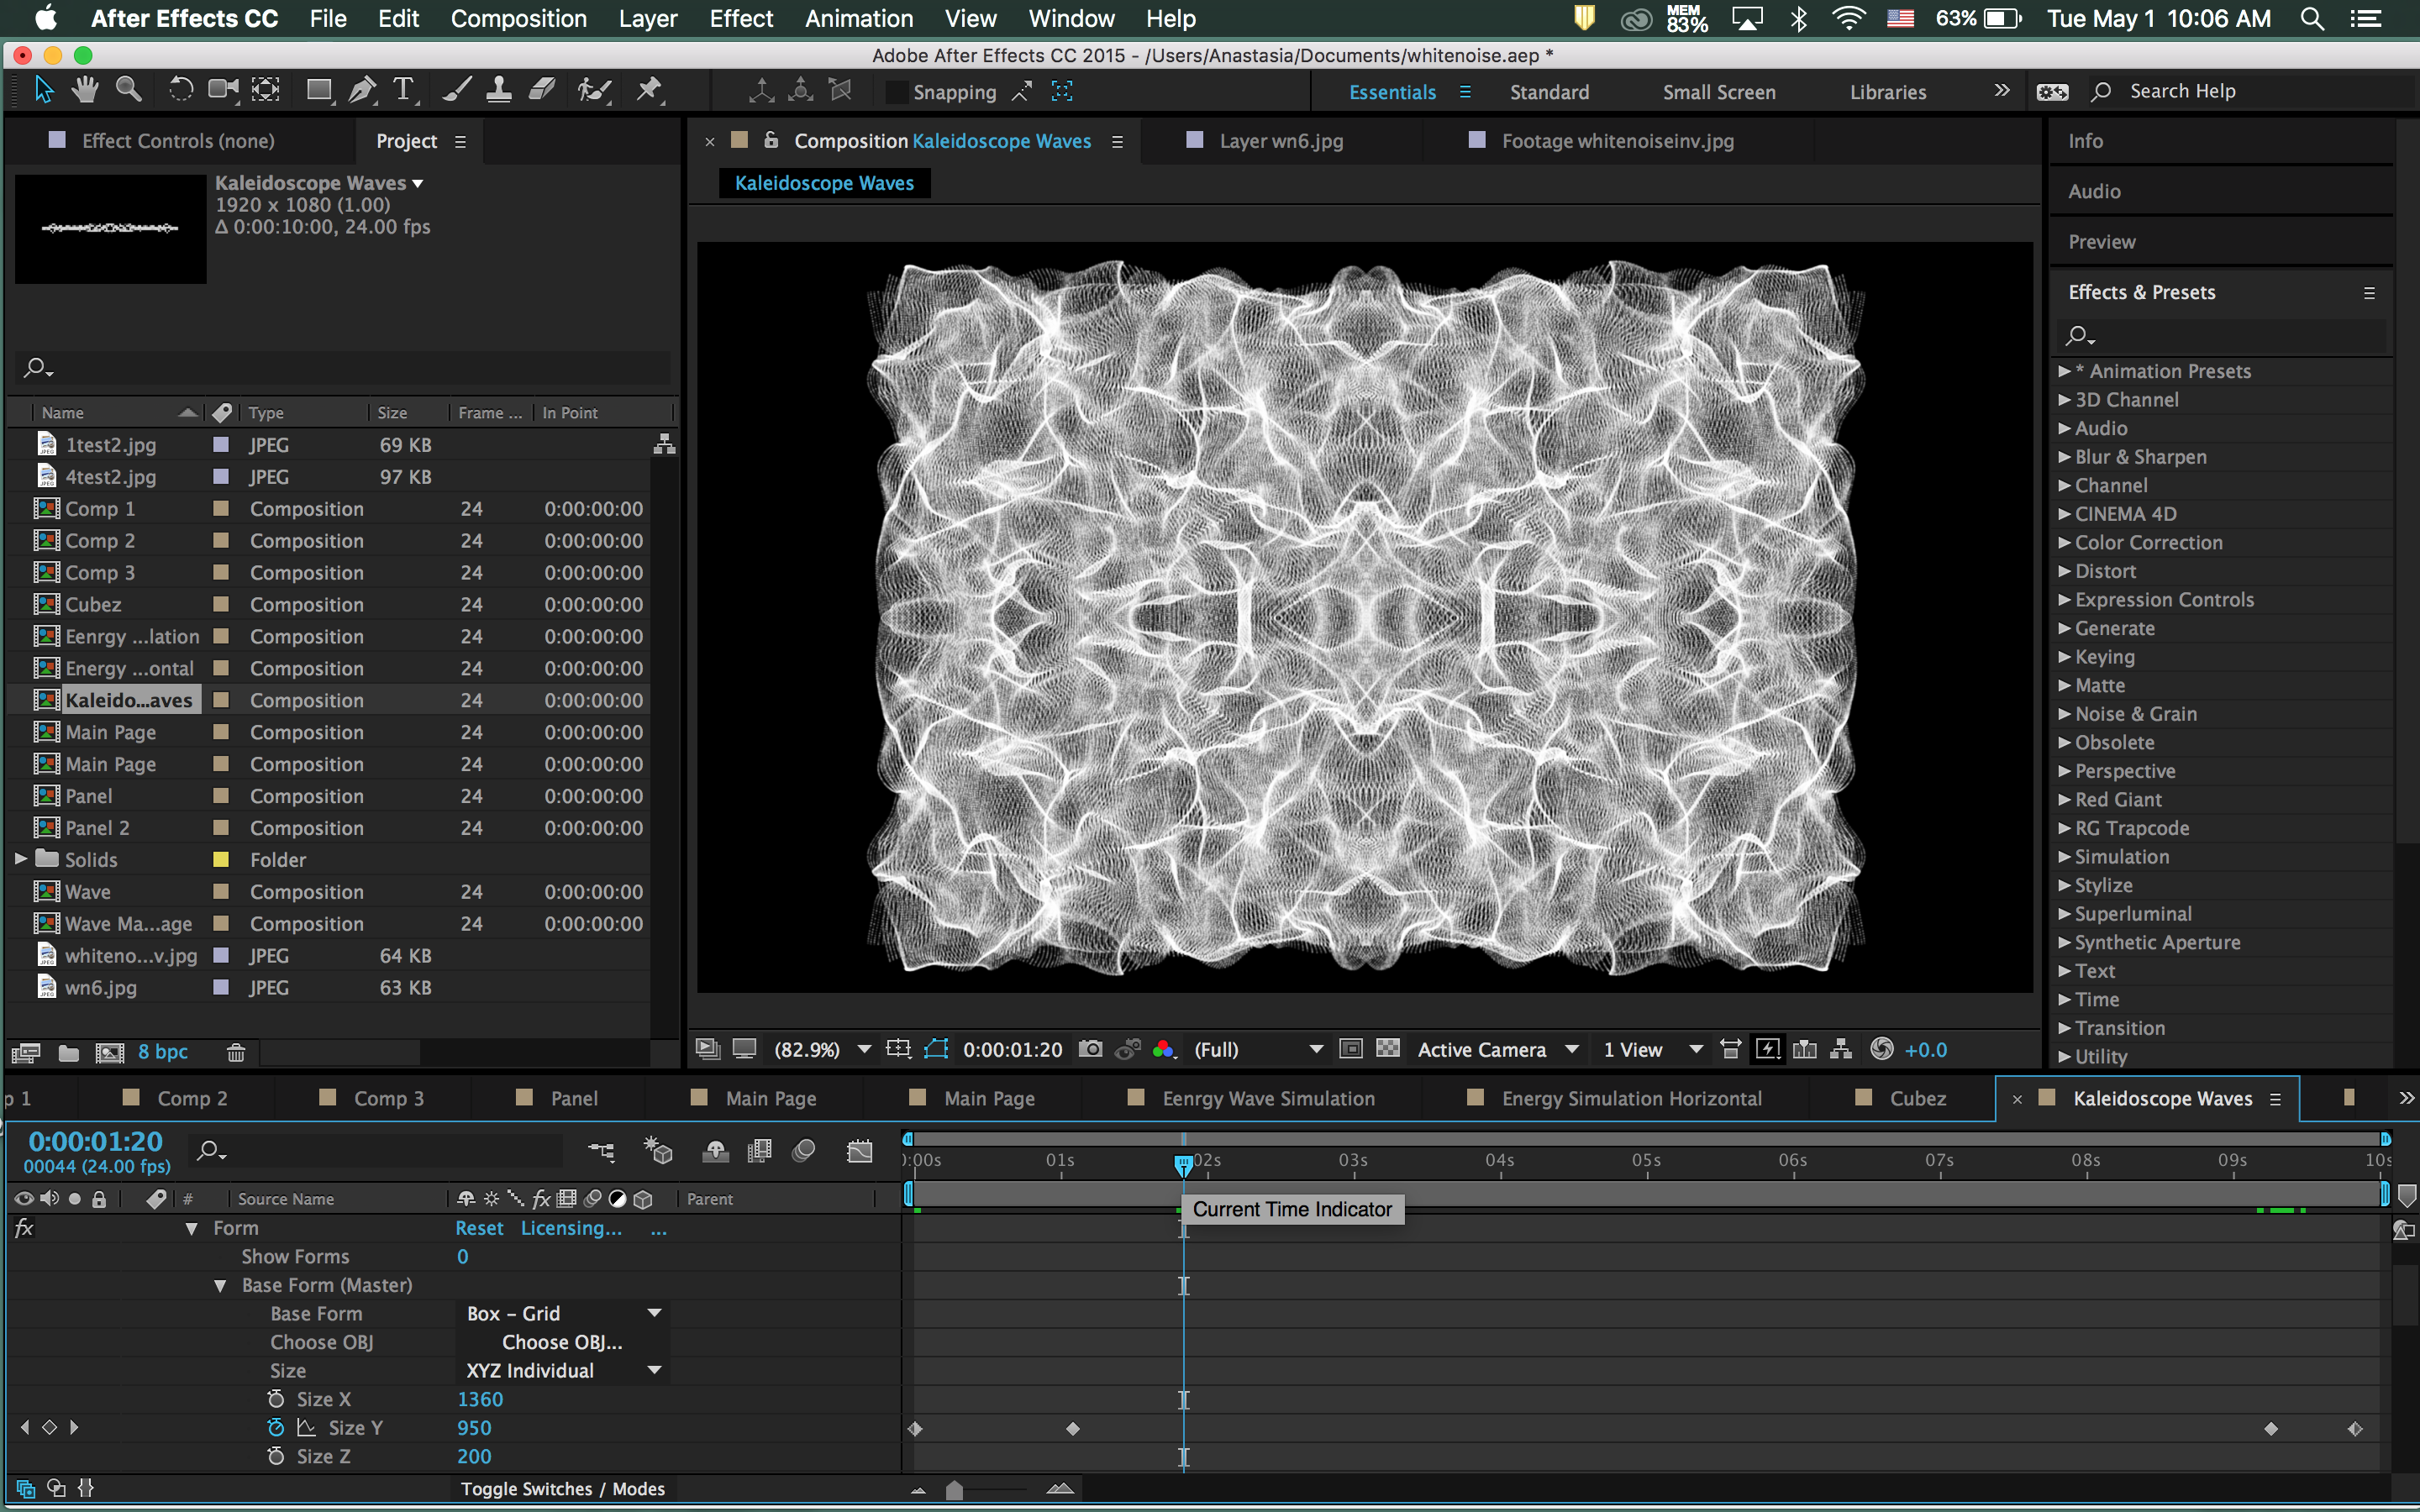 After Effects CC File Edit Composition Layer Effect Animation View Window Help MEM 83% 63% Tue May 1 10:06 AM
Adobe After Effects CC 2015 - /Users/Anastasia/Documents/whitenoise.aep *
Snapping Essentials Standard Small Screen Libraries Search Help
Effect Controls (none) Project
Kaleidoscope Waves
1920 x 1080 (1.00)
Δ 0:00:10:00, 24.00 fps
Name Type Size Frame ... In Point
1test2.jpg JPEG 69 KB
4test2.jpg JPEG 97 KB
Comp 1 Composition 24 0:00:00:00
Comp 2 Composition 24 0:00:00:00
Comp 3 Composition 24 0:00:00:00
Cubez Composition 24 0:00:00:00
Eenrgy ...lation Composition 24 0:00:00:00
Energy ...ontal Composition 24 0:00:00:00
Kaleido...aves Composition 24 0:00:00:00
Main Page Composition 24 0:00:00:00
Main Page Composition 24 0:00:00:00
Panel Composition 24 0:00:00:00
Panel 2 Composition 24 0:00:00:00
Solids Folder
Wave Composition 24 0:00:00:00
Wave Ma...age Composition 24 0:00:00:00
whiteno...v.jpg JPEG 64 KB
wn6.jpg JPEG 63 KB
8 bpc
Composition Kaleidoscope Waves Layer wn6.jpg Footage whitenoiseinv.jpg
Kaleidoscope Waves
(82.9%) 0:00:01:20 (Full) Active Camera 1 View +0.0
Info
Audio
Preview
Effects & Presets
* Animation Presets
3D Channel
Audio
Blur & Sharpen
Channel
CINEMA 4D
Color Correction
Distort
Expression Controls
Generate
Keying
Matte
Noise & Grain
Obsolete
Perspective
Red Giant
RG Trapcode
Simulation
Stylize
Superluminal
Synthetic Aperture
Text
Time
Transition
Utility
p 1 Comp 2 Comp 3 Panel Main Page Main Page Eenrgy Wave Simulation Energy Simulation Horizontal Cubez Kaleidoscope Waves
0:00:01:20
00044 (24.00 fps)
):00s 01s 02s 03s 04s 05s 06s 07s 08s 09s 10s
# Source Name Parent
Current Time Indicator
fx Form Reset Licensing... ...
Show Forms 0
Base Form (Master)
Base Form Box – Grid
Choose OBJ Choose OBJ...
Size XYZ Individual
Size X 1360
Size Y 950
Size Z 200
Toggle Switches / Modes